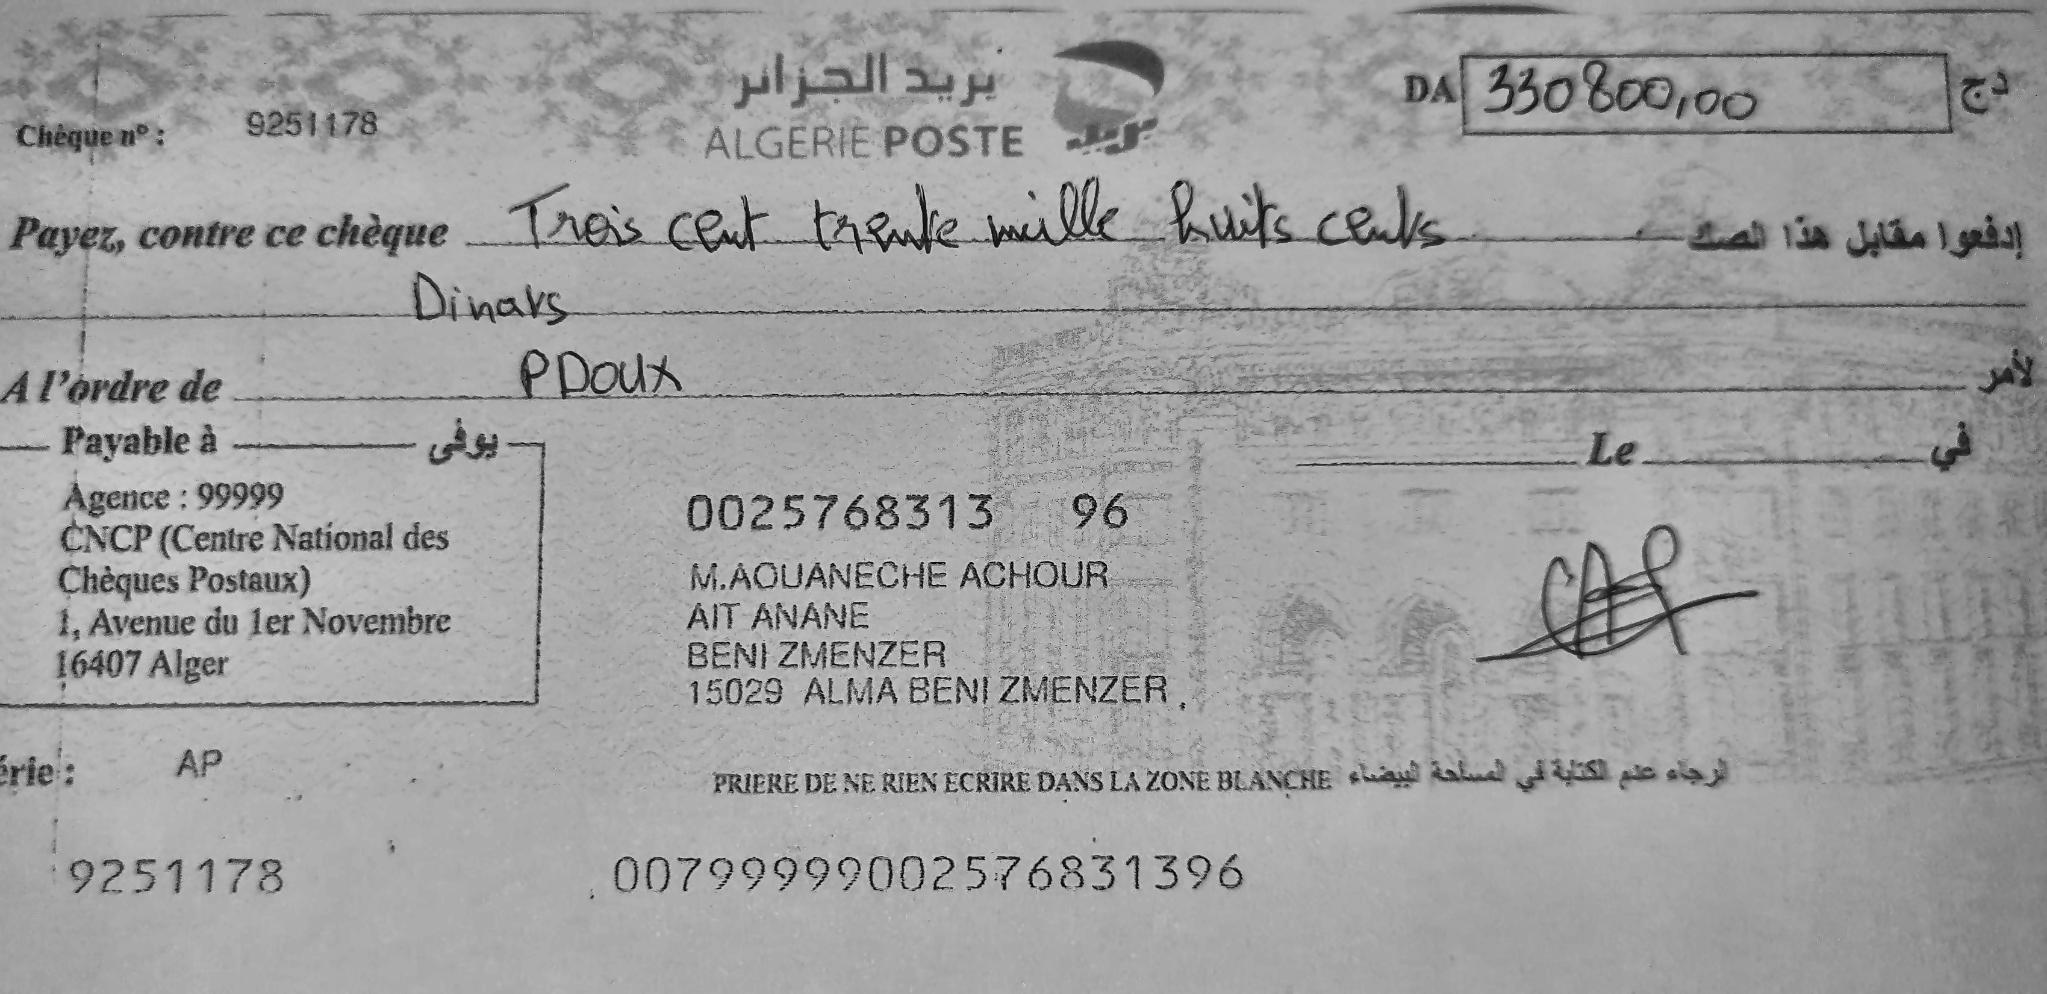 بريد الجزائر
ALGERIE POSTE
بريد
DA 330800,00 دج
Chèque n° : 9251178
Payez, contre ce chèque Trois cent trente mille huits cents إدفعوا مقابل هذا الصك
Dinars
A l'ordre de P Doux لأمر
Payable à يوفى
Le في
Agence : 99999
CNCP (Centre National des
Chèques Postaux)
1, Avenue du 1er Novembre
16407 Alger
0025768313 96
M.AOUANECHE ACHOUR
AIT ANANE
BENI ZMENZER
15029 ALMA BENI ZMENZER
érie : AP
PRIERE DE NE RIEN ECRIRE DANS LA ZONE BLANCHE الرجاء عدم الكتابة في المساحة البيضاء
9251178 00799999002576831396